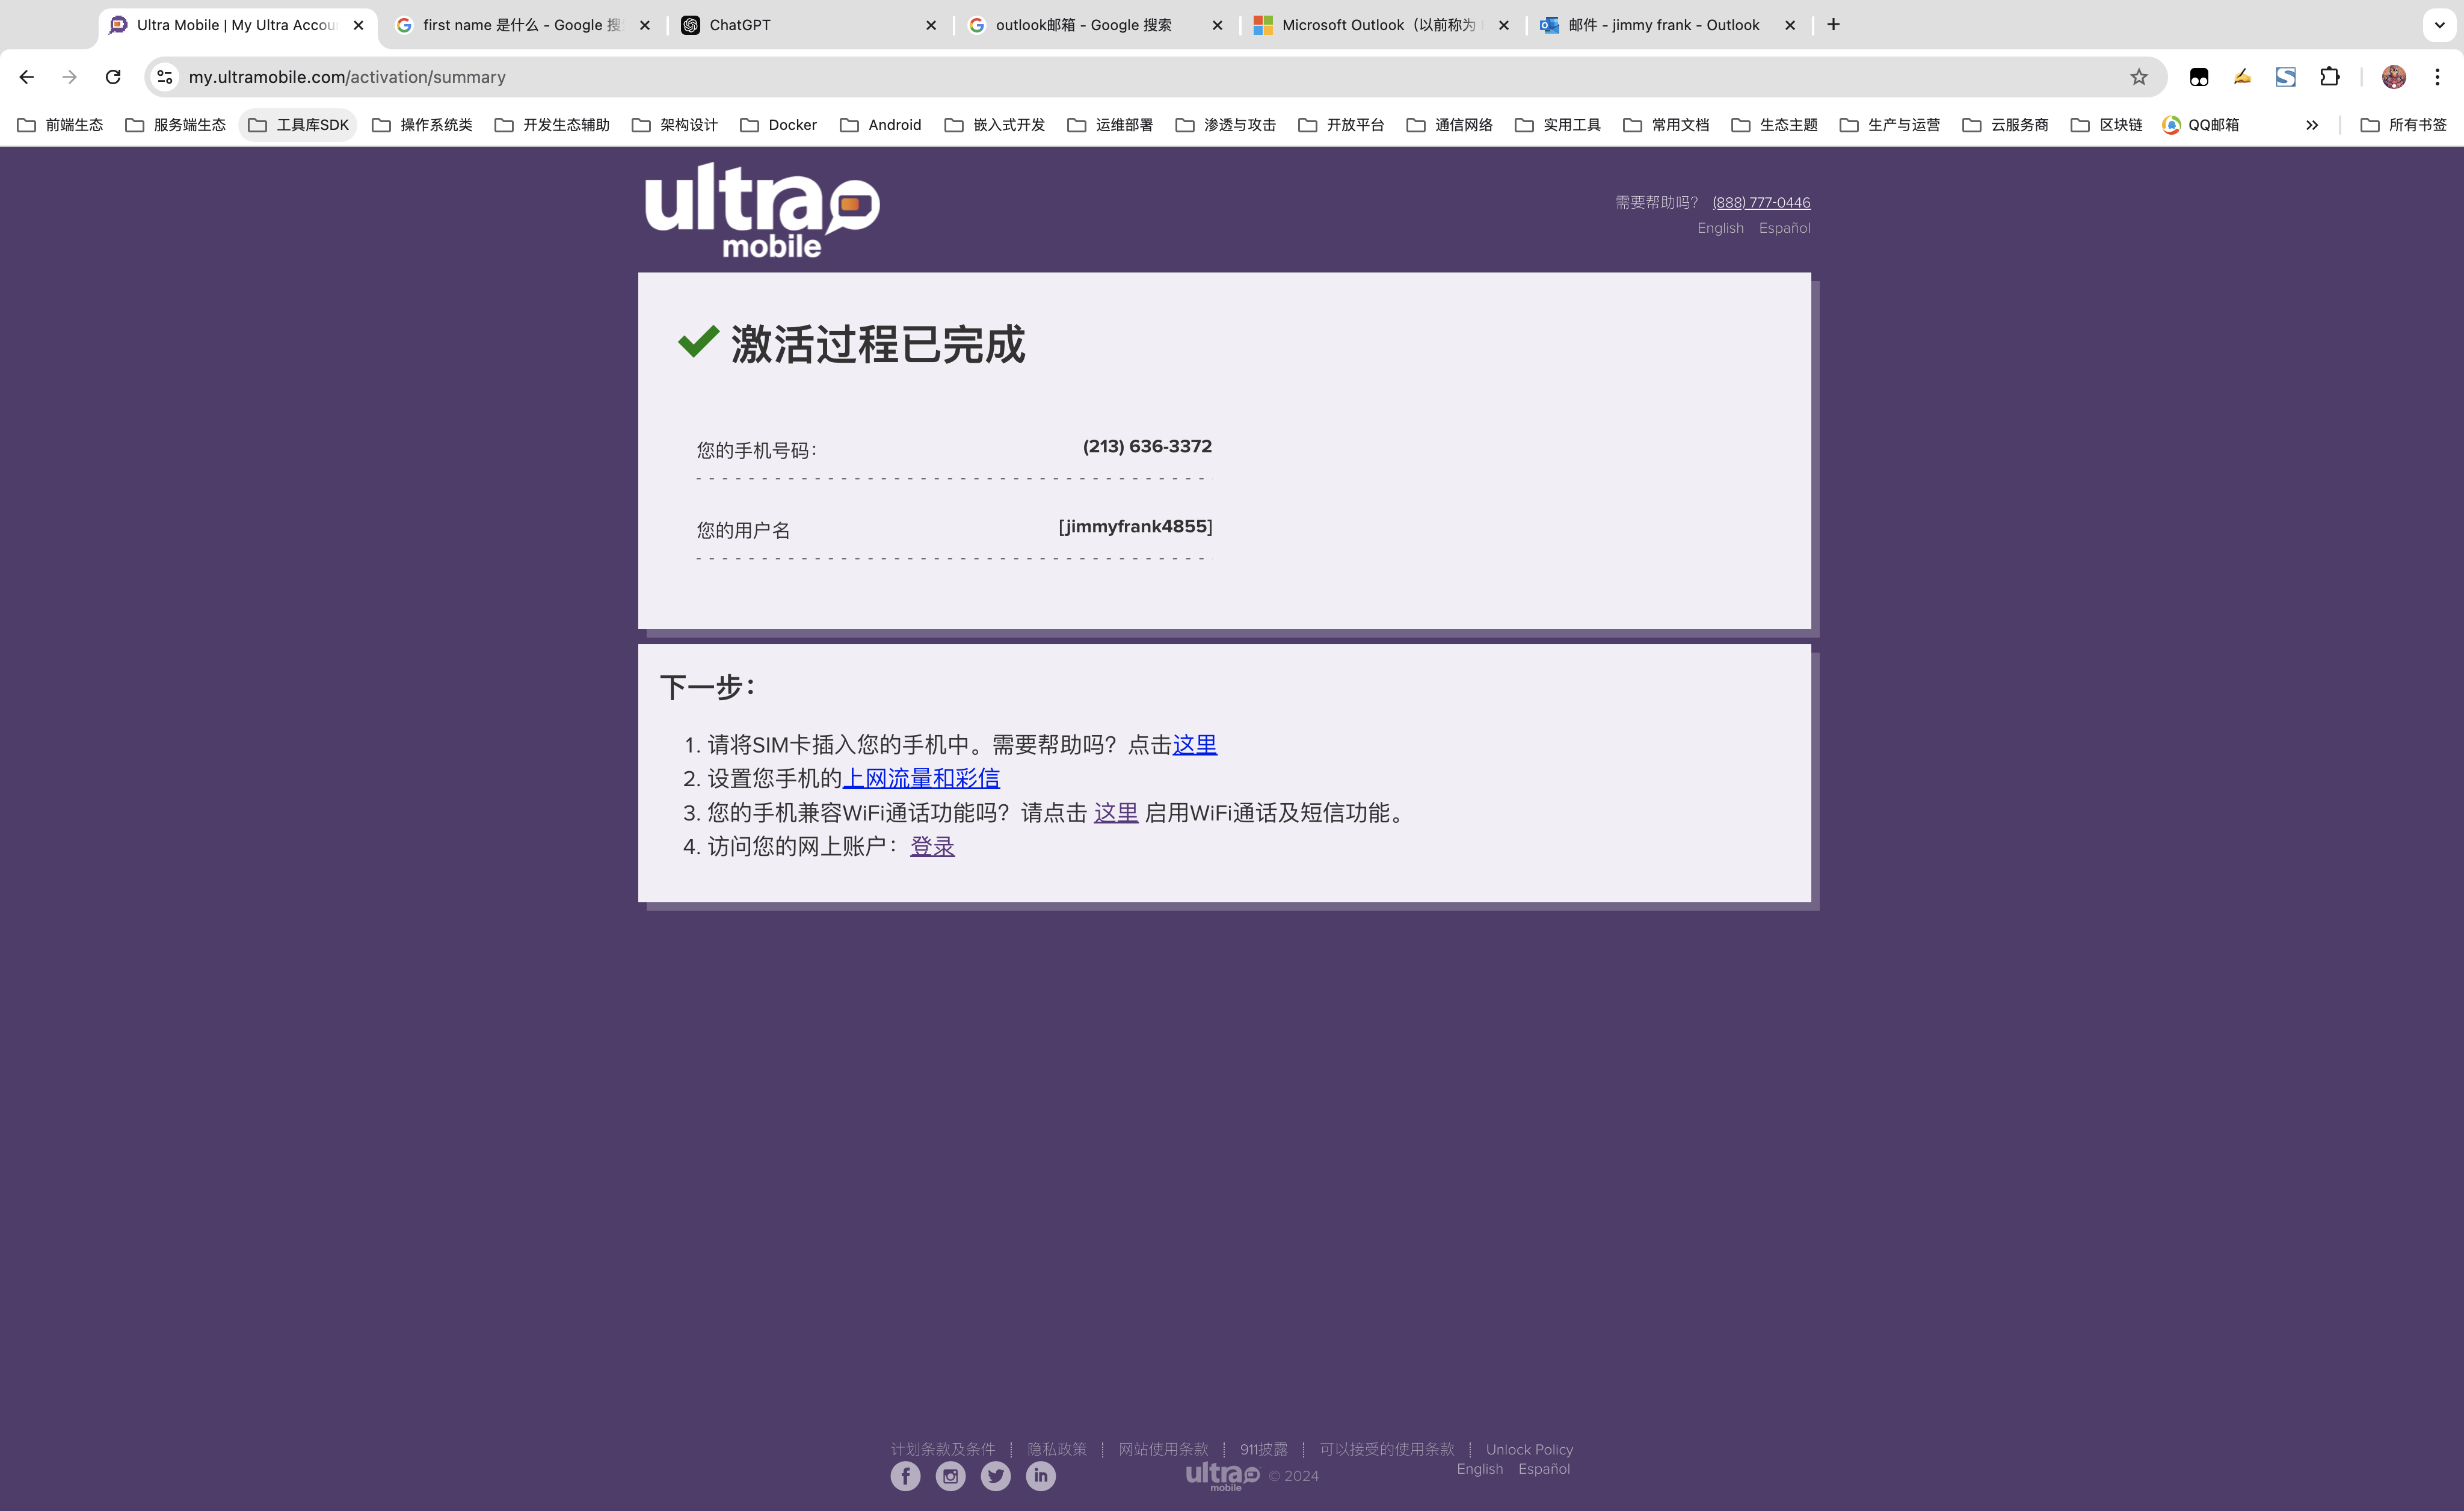 Ultra Mobile | My Ultra Accou
first name 是什么 - Google 搜
ChatGPT
outlook邮箱 - Google 搜索
Microsoft Outlook（以前称为
邮件 - jimmy frank - Outlook
my.ultramobile.com/activation/summary
前端生态
服务端生态
工具库SDK
操作系统类
开发生态辅助
架构设计
Docker
Android
嵌入式开发
运维部署
渗透与攻击
开放平台
通信网络
实用工具
常用文档
生态主题
生产与运营
云服务商
区块链
QQ邮箱
所有书签
ultra
mobile
需要帮助吗? (888) 777-0446
English Español
激活过程已完成
您的手机号码: (213) 636-3372
您的用户名 [jimmyfrank4855]
下一步：
1. 请将SIM卡插入您的手机中。需要帮助吗？点击这里
2. 设置您手机的上网流量和彩信
3. 您的手机兼容WiFi通话功能吗？请点击 这里 启用WiFi通话及短信功能。
4. 访问您的网上账户：登录
计划条款及条件 隐私政策 网站使用条款 911披露 可以接受的使用条款 Unlock Policy
English Español
ultra
mobile
© 2024